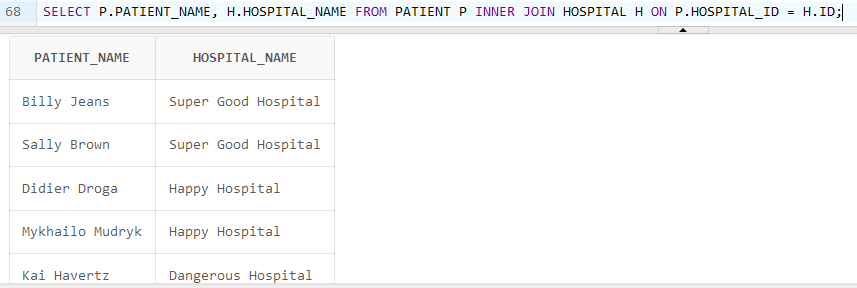 68 SELECT P.PATIENT_NAME, H.HOSPITAL_NAME FROM PATIENT P INNER JOIN HOSPITAL H ON P.HOSPITAL_ID = H.ID;
PATIENT_NAME HOSPITAL_NAME
Billy Jeans Super Good Hospital
Sally Brown Super Good Hospital
Didier Droga Happy Hospital
Mykhailo Mudryk Happy Hospital
Kai Havertz Dangerous Hospital